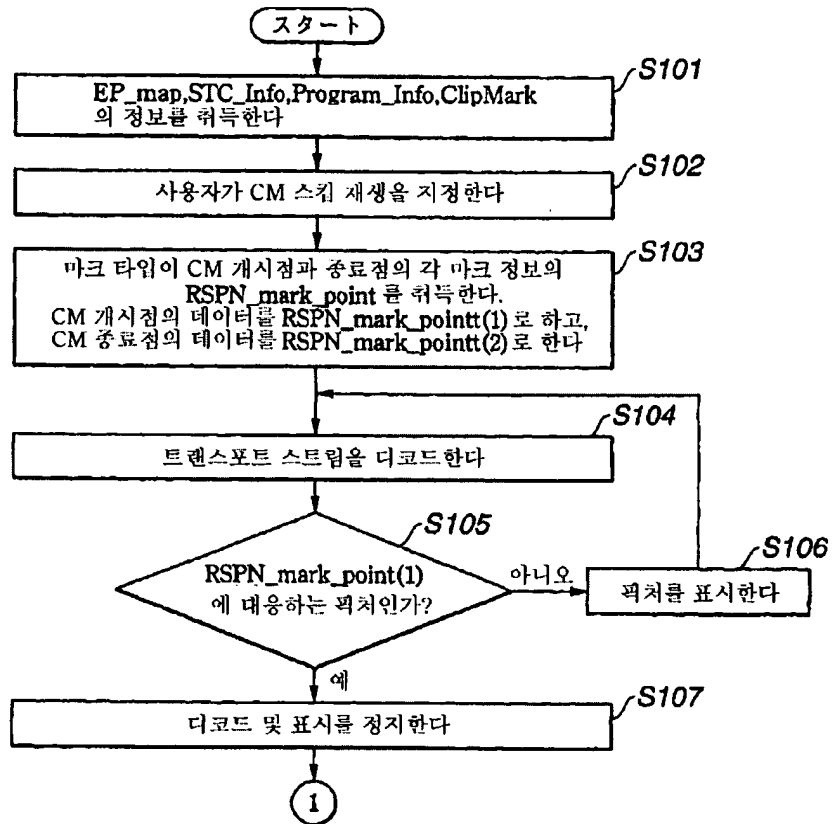 スタート
S101
EP_map,STC_Info,Program_Info,ClipMark
의 정보를 취득한다
S102
사용자가 CM 스킵 재생을 지정한다
S103
마크 타입이 CM 개시점과 종료점의 각 마크 정보의
RSPN_mark_point 를 취득한다.
CM 개시점의 데이터를 RSPN_mark_pointt(1)로 하고,
CM 종료점의 데이터를 RSPN_mark_pointt(2)로 한다
S104
트랜스포트 스트림을 디코드한다
S105
RSPN_mark_point(1)
에 대응하는 픽처인가?
아니오
S106
픽처를 표시한다
예
S107
디코드 및 표시를 정지한다
1